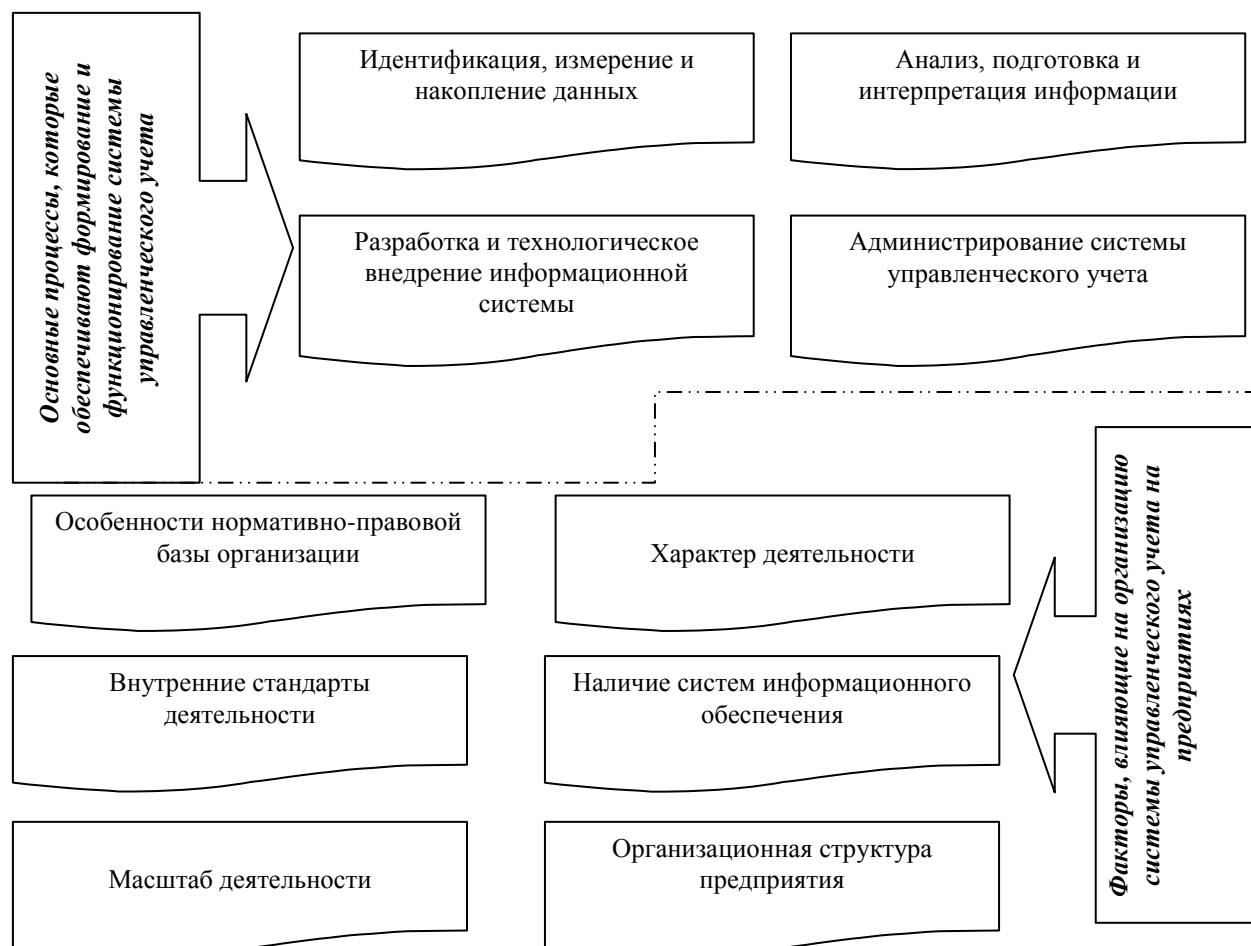 Основные процессы, которые
обеспечивают формирование и
функционирование системы
управленческого учета
Идентификация, измерение и
накопление данных
Анализ, подготовка и
интерпретация информации
Разработка и технологическое
внедрение информационной
системы
Администрирование системы
управленческого учета
Особенности нормативно-правовой
базы организации
Характер деятельности
Внутренние стандарты
деятельности
Наличие систем информационного
обеспечения
Масштаб деятельности
Организационная структура
предприятия
Факторы, влияющие на организацию
системы управленческого учета на
предприятиях